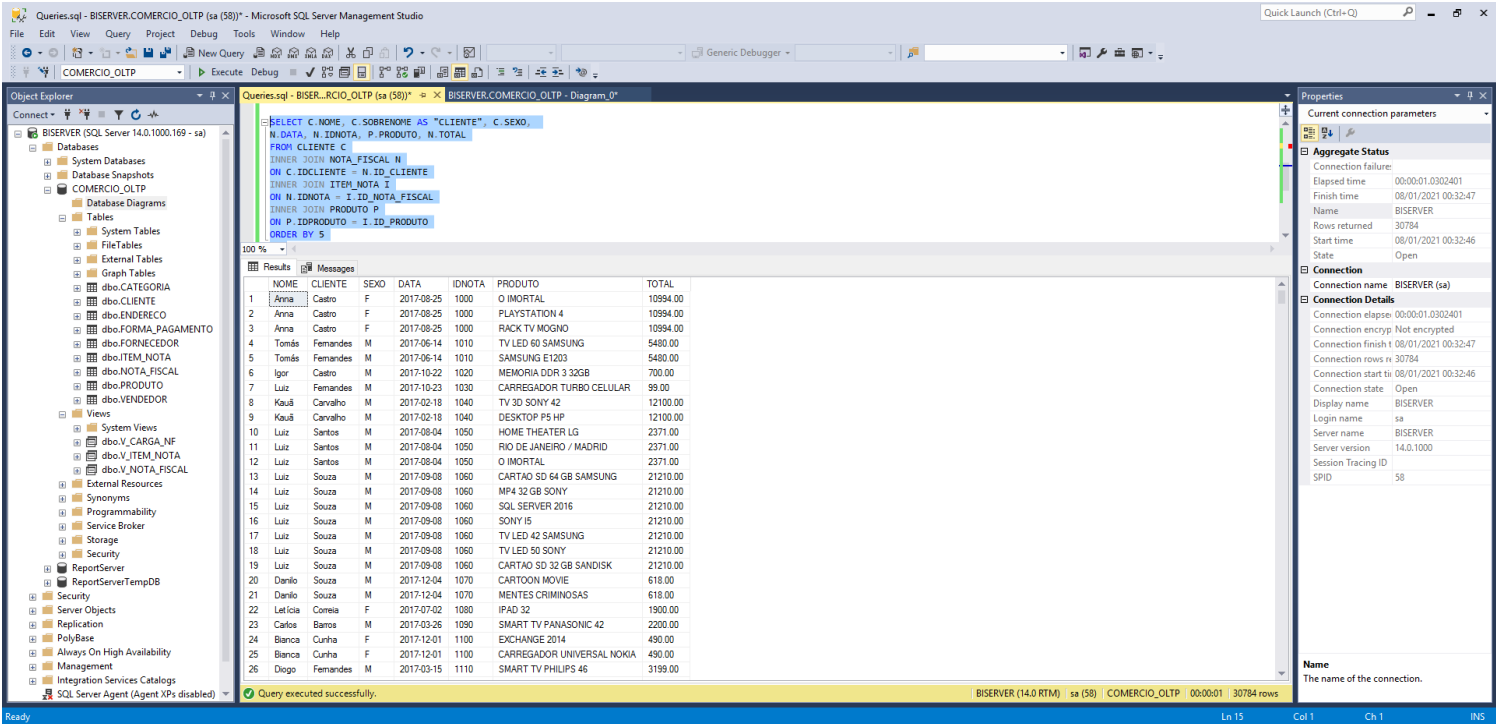 Queries.sql - BISERVER.COMERCIO_OLTP (sa (58))* - Microsoft SQL Server Management Studio
Quick Launch (Ctrl+Q)
File Edit View Query Project Debug Tools Window Help
New Query
Generic Debugger
COMERCIO_OLTP
Execute Debug
Object Explorer
Connect
BISERVER (SQL Server 14.0.1000.169 - sa)
Databases
System Databases
Database Snapshots
COMERCIO_OLTP
Database Diagrams
Tables
System Tables
FileTables
External Tables
Graph Tables
dbo.CATEGORIA
dbo.CLIENTE
dbo.ENDERECO
dbo.FORMA_PAGAMENTO
dbo.FORNECEDOR
dbo.ITEM_NOTA
dbo.NOTA_FISCAL
dbo.PRODUTO
dbo.VENDEDOR
Views
System Views
dbo.V_CARGA_NF
dbo.V_ITEM_NOTA
dbo.V_NOTA_FISCAL
External Resources
Synonyms
Programmability
Service Broker
Storage
Security
ReportServer
ReportServerTempDB
Security
Server Objects
Replication
PolyBase
Always On High Availability
Management
Integration Services Catalogs
SQL Server Agent (Agent XPs disabled)
Queries.sql - BISER...RCIO_OLTP (sa (58))* BISERVER.COMERCIO_OLTP - Diagram_0*
SELECT C.NOME, C.SOBRENOME AS "CLIENTE", C.SEXO,
N.DATA, N.IDNOTA, P.PRODUTO, N.TOTAL
FROM CLIENTE C
INNER JOIN NOTA_FISCAL N
ON C.IDCLIENTE = N.ID_CLIENTE
INNER JOIN ITEM_NOTA I
ON N.IDNOTA = I.ID_NOTA_FISCAL
INNER JOIN PRODUTO P
ON P.IDPRODUTO = I.ID_PRODUTO
ORDER BY 5
100 %
Results Messages
NOME CLIENTE SEXO DATA IDNOTA PRODUTO TOTAL
1 Anna Castro F 2017-08-25 1000 O IMORTAL 10994.00
2 Anna Castro F 2017-08-25 1000 PLAYSTATION 4 10994.00
3 Anna Castro F 2017-08-25 1000 RACK TV MOGNO 10994.00
4 Tomás Fernandes M 2017-06-14 1010 TV LED 60 SAMSUNG 5480.00
5 Tomás Fernandes M 2017-06-14 1010 SAMSUNG E1203 5480.00
6 Igor Castro M 2017-10-22 1020 MEMORIA DDR 3 32GB 700.00
7 Luiz Fernandes M 2017-10-23 1030 CARREGADOR TURBO CELULAR 99.00
8 Kauã Carvalho M 2017-02-18 1040 TV 3D SONY 42 12100.00
9 Kauã Carvalho M 2017-02-18 1040 DESKTOP P5 HP 12100.00
10 Luiz Santos M 2017-08-04 1050 HOME THEATER LG 2371.00
11 Luiz Santos M 2017-08-04 1050 RIO DE JANEIRO / MADRID 2371.00
12 Luiz Santos M 2017-08-04 1050 O IMORTAL 2371.00
13 Luiz Souza M 2017-09-08 1060 CARTAO SD 64 GB SAMSUNG 21210.00
14 Luiz Souza M 2017-09-08 1060 MP4 32 GB SONY 21210.00
15 Luiz Souza M 2017-09-08 1060 SQL SERVER 2016 21210.00
16 Luiz Souza M 2017-09-08 1060 SONY I5 21210.00
17 Luiz Souza M 2017-09-08 1060 TV LED 42 SAMSUNG 21210.00
18 Luiz Souza M 2017-09-08 1060 TV LED 50 SONY 21210.00
19 Luiz Souza M 2017-09-08 1060 CARTAO SD 32 GB SANDISK 21210.00
20 Danilo Souza M 2017-12-04 1070 CARTOON MOVIE 618.00
21 Danilo Souza M 2017-12-04 1070 MENTES CRIMINOSAS 618.00
22 Letícia Correia F 2017-07-02 1080 IPAD 32 1900.00
23 Carlos Barros M 2017-03-26 1090 SMART TV PANASONIC 42 2200.00
24 Bianca Cunha F 2017-12-01 1100 EXCHANGE 2014 490.00
25 Bianca Cunha F 2017-12-01 1100 CARREGADOR UNIVERSAL NOKIA 490.00
26 Diogo Fernandes M 2017-03-15 1110 SMART TV PHILIPS 46 3199.00
Query executed successfully. BISERVER (14.0 RTM) sa (58) COMERCIO_OLTP 00:00:01 30784 rows
Properties
Current connection parameters
Aggregate Status
Connection failures
Elapsed time 00:00:01.0302401
Finish time 08/01/2021 00:32:47
Name BISERVER
Rows returned 30784
Start time 08/01/2021 00:32:46
State Open
Connection
Connection name BISERVER (sa)
Connection Details
Connection elapse 00:00:01.0302401
Connection encryp Not encrypted
Connection finish t 08/01/2021 00:32:47
Connection rows re 30784
Connection start tii 08/01/2021 00:32:46
Connection state Open
Display name BISERVER
Login name sa
Server name BISERVER
Server version 14.0.1000
Session Tracing ID
SPID 58
Name
The name of the connection.
Ready Ln 15 Col 1 Ch 1 INS